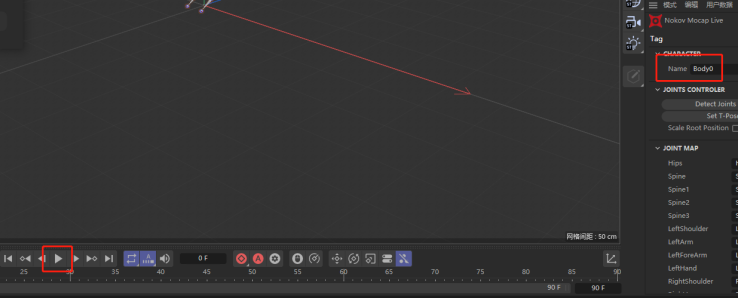 模式 编辑 用户数据
Nokov Mocap Live
Tag
CHARACTER
Name Body0
JOINTS CONTROLER
Detect Joints
Set T-Pose
Scale Root Position
JOINT MAP
Hips
Spine
Spine1
Spine2
Spine3
LeftShoulder
LeftArm
LeftForeArm
LeftHand
RightShoulder
网格间距 : 50 cm
0 F
25 30 35 40 45 50 55 60 65 70 75 80 85 90
90 F 90 F